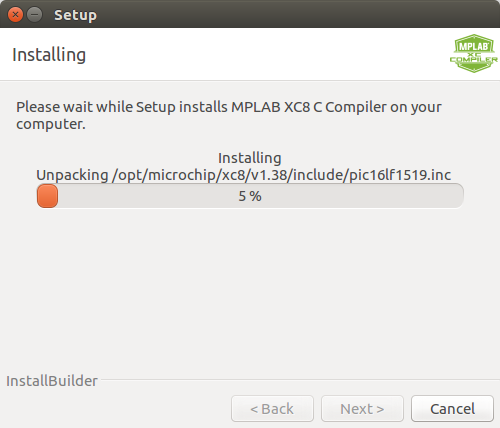 Setup
Installing
MPLAB
XC
COMPILER
Please wait while Setup installs MPLAB XC8 C Compiler on your
computer.
Installing
Unpacking /opt/microchip/xc8/v1.38/include/pic16lf1519.inc
5 %
InstallBuilder
< Back
Next >
Cancel